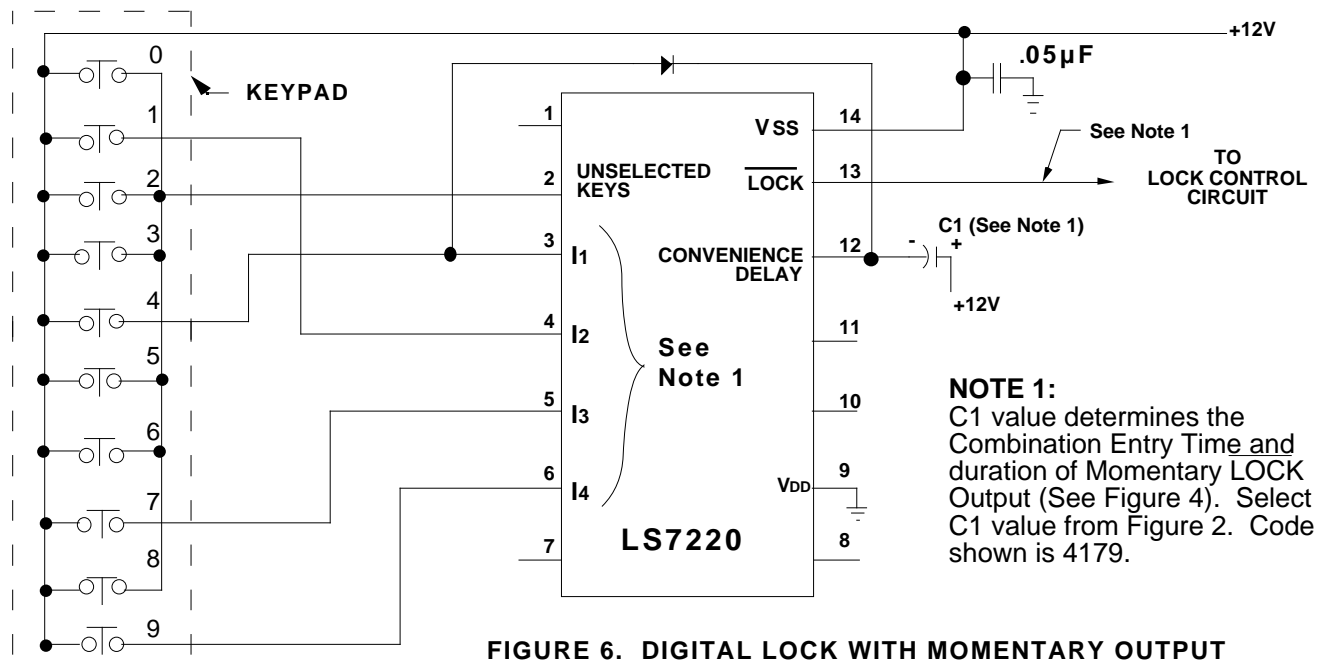 +12V
.05µF
0
KEYPAD
1
2
3
4
5
6
7
8
9
1
2
3
4
5
6
7
UNSELECTED
KEYS
I1
I2
I3
I4
See
Note 1
LS7220
VSS
LOCK
CONVENIENCE
DELAY
VDD
14
13
12
11
10
9
8
See Note 1
TO
LOCK CONTROL
CIRCUIT
C1 (See Note 1)
-
+
+12V
NOTE 1:
C1 value determines the
Combination Entry Time and
duration of Momentary LOCK
Output (See Figure 4). Select
C1 value from Figure 2. Code
shown is 4179.
FIGURE 6. DIGITAL LOCK WITH MOMENTARY OUTPUT